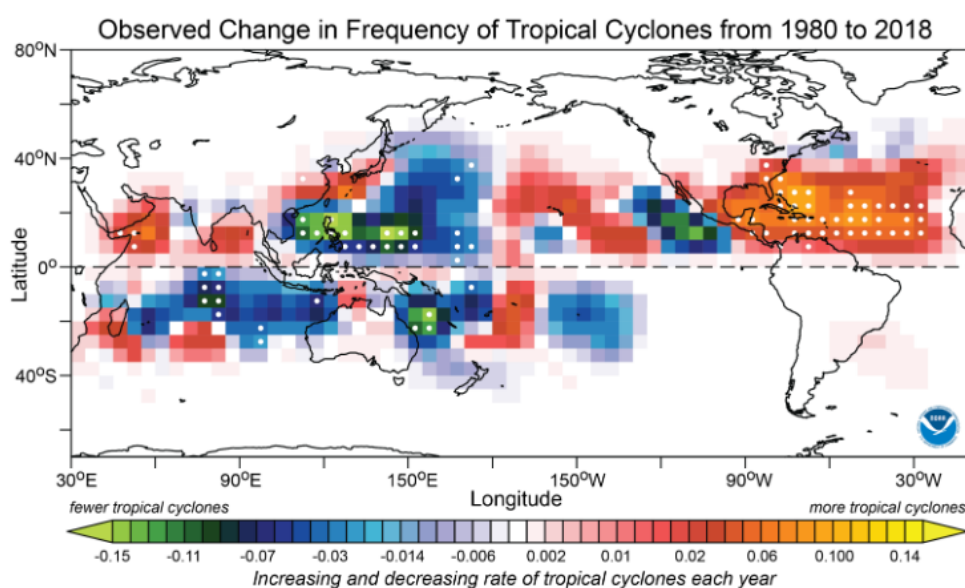 Observed Change in Frequency of Tropical Cyclones from 1980 to 2018
80°N
40°N
0°
40°S
Latitude
30°E 90°E 150°E 150°W 90°W 30°W
Longitude
fewer tropical cyclones more tropical cyclones
-0.15 -0.11 -0.07 -0.03 -0.014 -0.006 0.002 0.01 0.02 0.06 0.100 0.14
Increasing and decreasing rate of tropical cyclones each year